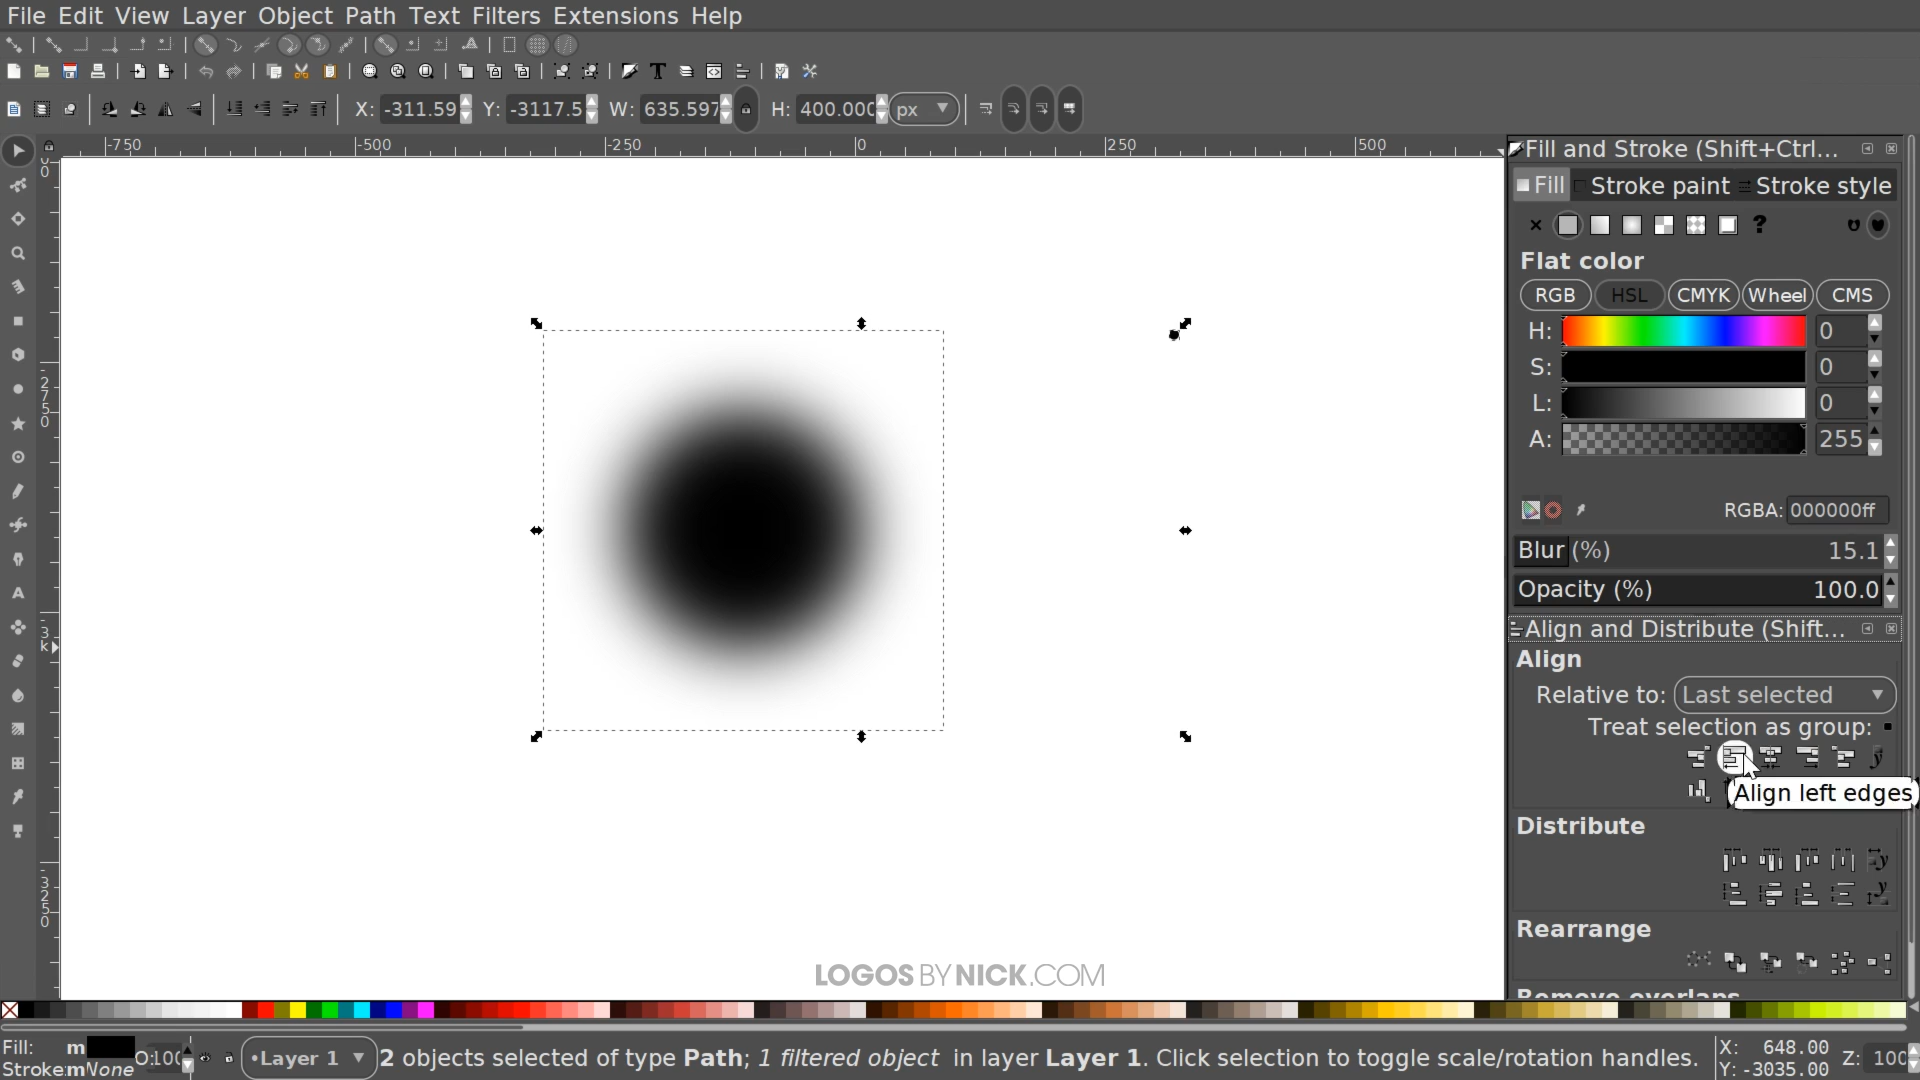 File Edit View Layer Object Path Text Filters Extensions Help
X: -311.59 Y: -3117.5 W: 635.597 H: 400.000 px
-750 -500 -250 0 250 500
Fill and Stroke (Shift+Ctrl...
Fill Stroke paint Stroke style
?
Flat color
RGB HSL CMYK Wheel CMS
H: 0
S: 0
L: 0
A: 255
RGBA: 000000ff
Blur (%) 15.1
Opacity (%) 100.0
Align and Distribute (Shift...
Align
Relative to: Last selected
Treat selection as group:
Align left edges
Distribute
Rearrange
Remove overlaps
LOGOS BY NICK.COM
Fill: m O:100
Stroke: m None
•Layer 1
2 objects selected of type Path; 1 filtered object in layer Layer 1. Click selection to toggle scale/rotation handles.
X: 648.00
Y: -3035.00
Z: 100